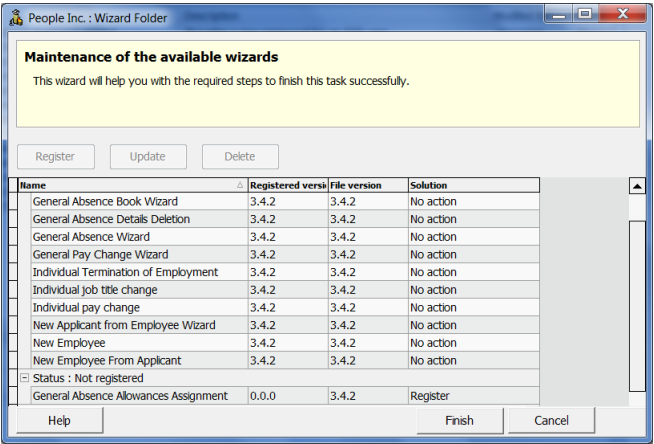 People Inc. : Wizard Folder
Maintenance of the available wizards
This wizard will help you with the required steps to finish this task successfully.
Register Update Delete
Name Registered versi File version Solution
General Absence Book Wizard 3.4.2 3.4.2 No action
General Absence Details Deletion 3.4.2 3.4.2 No action
General Absence Wizard 3.4.2 3.4.2 No action
General Pay Change Wizard 3.4.2 3.4.2 No action
Individual Termination of Employment 3.4.2 3.4.2 No action
Individual job title change 3.4.2 3.4.2 No action
Individual pay change 3.4.2 3.4.2 No action
New Applicant from Employee Wizard 3.4.2 3.4.2 No action
New Employee 3.4.2 3.4.2 No action
New Employee From Applicant 3.4.2 3.4.2 No action
Status : Not registered
General Absence Allowances Assignment 0.0.0 3.4.2 Register
Help Finish Cancel